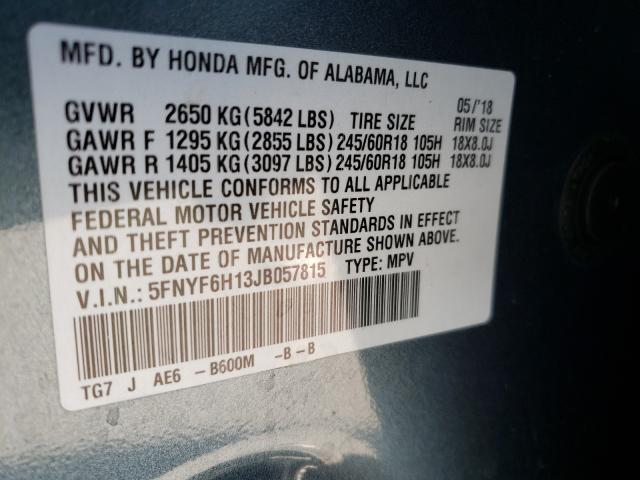 MFD. BY HONDA MFG. OF ALABAMA, LLC
05/'18
GVWR 2650 KG (5842 LBS) TIRE SIZE RIM SIZE
GAWR F 1295 KG (2855 LBS) 245/60R18 105H 18X8.0J
GAWR R 1405 KG (3097 LBS) 245/60R18 105H 18X8.0J
THIS VEHICLE CONFORMS TO ALL APPLICABLE
FEDERAL MOTOR VEHICLE SAFETY
AND THEFT PREVENTION STANDARDS IN EFFECT
ON THE DATE OF MANUFACTURE SHOWN ABOVE.
V.I.N.: 5FNYF6H13JB057815 TYPE: MPV
TG7 J AE6 - B600M -B-B